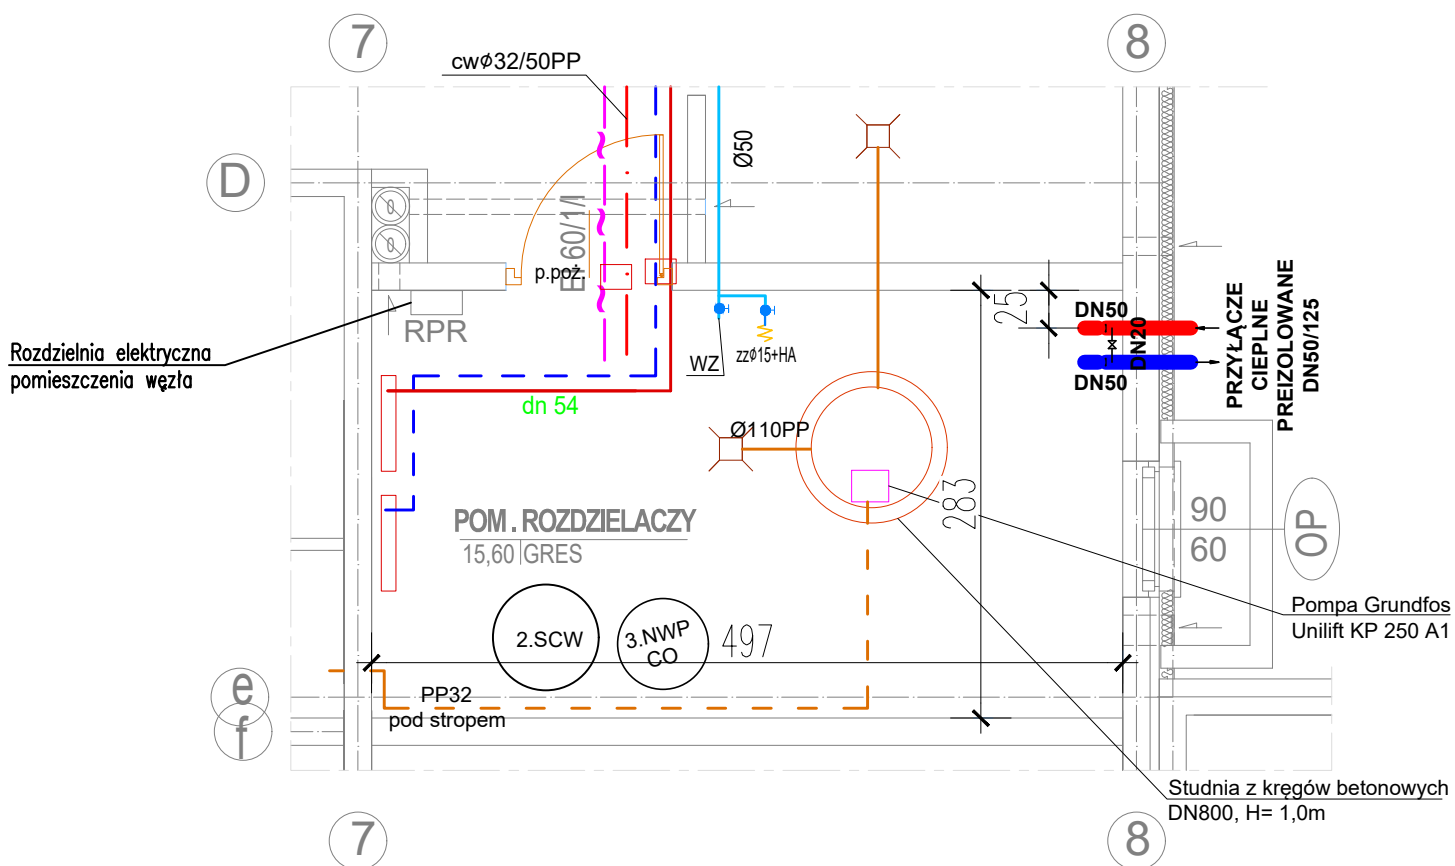 7
8
cwϕ32/50PP
D
Ø50
EI 60/1/I
p.poż.
RPR
Rozdzielnia elektryczna
pomieszczenia węzła
WZ
zzϕ15+HA
25
DN50
DN20
DN50
PRZYŁĄCZE
CIEPLNE
PREIZOLOWANE
DN50/125
dn 54
Ø110PP
283
POM. ROZDZIELACZY
15,60 GRES
90
60
OP
Pompa Grundfos
Unilift KP 250 A1
2.SCW
3.NWP
CO
497
e
f
PP32
pod stropem
Studnia z kręgów betonowych
DN800, H= 1,0m
7
8